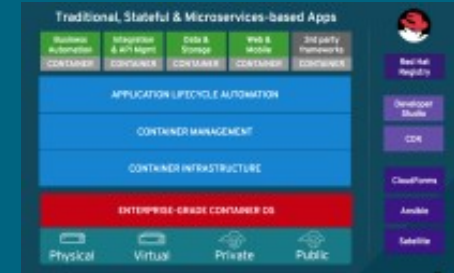 Traditional, Stateful & Microservices-based Apps
Business Automation
Integration & API Mgmt
Data & Storage
Web & Mobile
3rd party frameworks
CONTAINER CONTAINER CONTAINER CONTAINER CONTAINER
APPLICATION LIFECYCLE AUTOMATION
CONTAINER MANAGEMENT
CONTAINER INFRASTRUCTURE
ENTERPRISE-GRADE CONTAINER OS
Physical Virtual Private Public
Red Hat
Registry
Developer
Studio
CDK
CloudForms
Ansible
Satellite